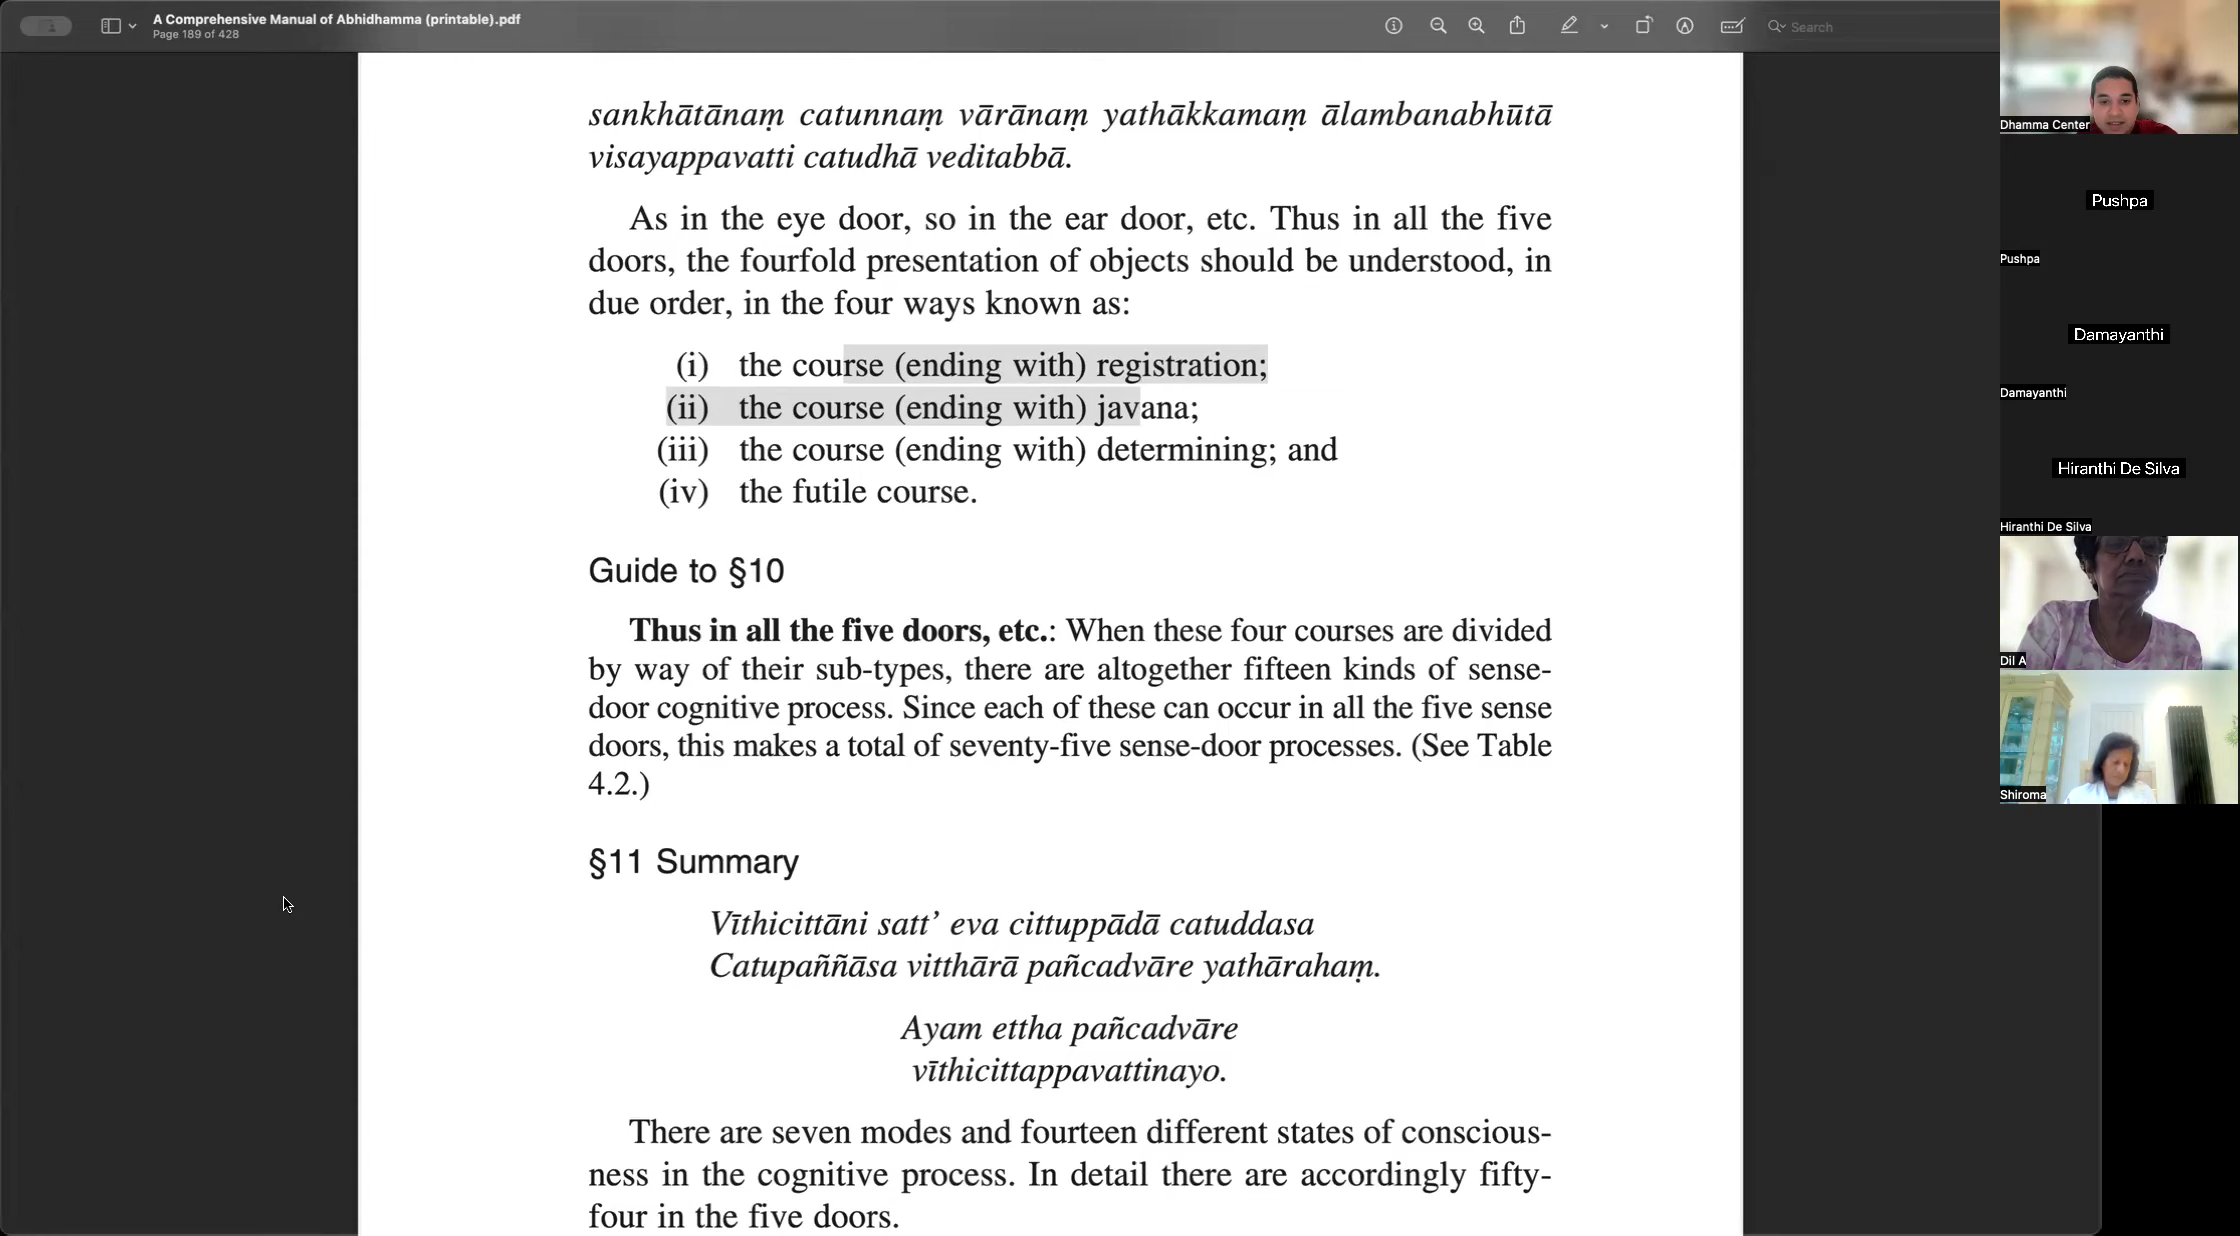 A Comprehensive Manual of Abhidhamma (printable).pdf
Page 189 of 428
Search
sankhātānaṃ catunnaṃ vārānaṃ yathākkamaṃ ālambanabhūtā
visayappavatti catudhā veditabbā.
As in the eye door, so in the ear door, etc. Thus in all the five
doors, the fourfold presentation of objects should be understood, in
due order, in the four ways known as:
(i) the course (ending with) registration;
(ii) the course (ending with) javana;
(iii) the course (ending with) determining; and
(iv) the futile course.
Guide to §10
Thus in all the five doors, etc.: When these four courses are divided
by way of their sub-types, there are altogether fifteen kinds of sense-
door cognitive process. Since each of these can occur in all the five sense
doors, this makes a total of seventy-five sense-door processes. (See Table
4.2.)
§11 Summary
Vīthicittāni satt’ eva cittuppādā catuddasa
Catupaññāsa vitthārā pañcadvāre yathārahaṃ.
Ayam ettha pañcadvāre
vīthicittappavattinayo.
There are seven modes and fourteen different states of conscious-
ness in the cognitive process. In detail there are accordingly fifty-
four in the five doors.
Dhamma Center
Pushpa
Pushpa
Damayanthi
Damayanthi
Hiranthi De Silva
Hiranthi De Silva
Dil A
Shiroma